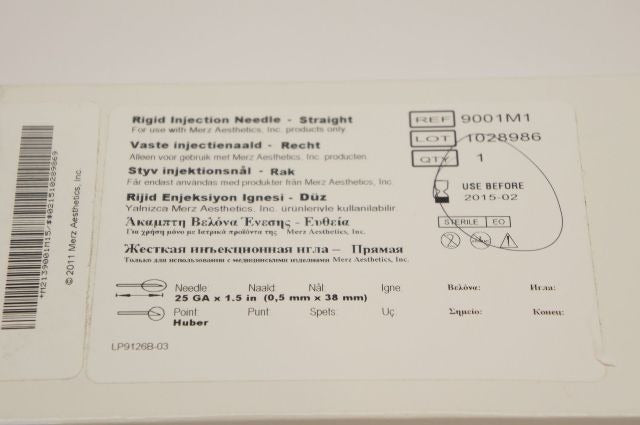 Rigid Injection Needle - Straight
For use with Merz Aesthetics, Inc. products only
Vaste injectienaald - Recht
Alleen voor gebruik met Merz Aesthetics, Inc. producten
Styv injektionsnål - Rak
Får endast användas med produkter från Merz Aesthetics, Inc.
Rijid Enjeksiyon Ignesi - Düz
Yalnizca Merz Aesthetics, Inc. ürünleriyle kullanilabilir
Άκαμπτη Βελόνα Ένεσης - Ευθεία
Για χρήση μόνο με Ιατρικά προϊόντα της Merz Aesthetics, Inc.
Жесткая инъекционная игла – Прямая
Только для использования с медицинскими изделиями Merz Aesthetics, Inc.
REF 9001M1
LOT 1028986
QTY 1
USE BEFORE
2015-02
STERILE EO
Needle: Naald: Nål: Igne: Βελόνα: Игла:
25 GA x 1.5 in (0,5 mm x 38 mm)
Point: Punt: Spets: Uç: Σημείο: Конец:
Huber
LP9126B-03
© 2011 Merz Aesthetics, Inc.